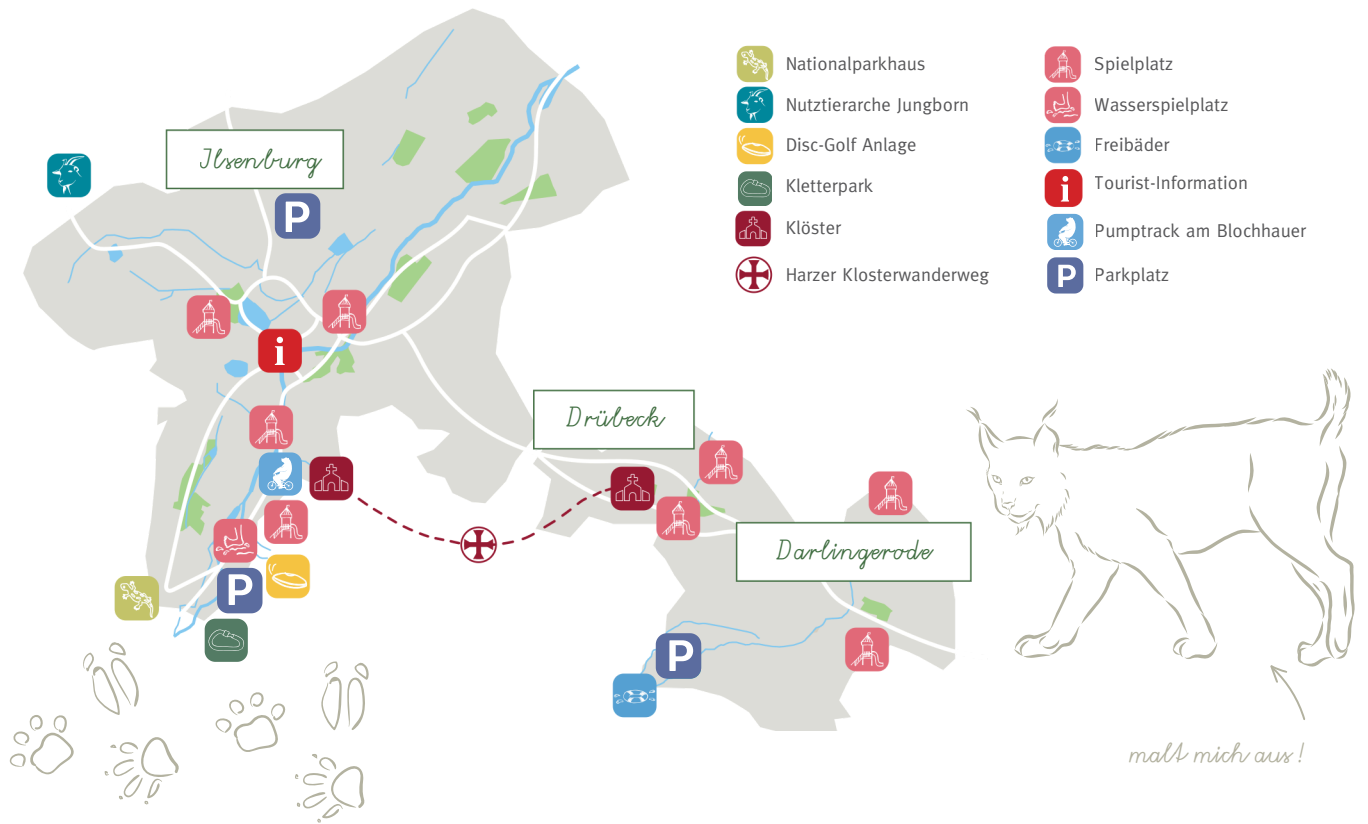 Nationalparkhaus
Nutztierarche Jungborn
Disc-Golf Anlage
Kletterpark
Klöster
Harzer Klosterwanderweg
Spielplatz
Wasserspielplatz
Freibäder
i
Tourist-Information
Pumptrack am Blochhauer
P
Parkplatz
Ilsenburg
P
i
Drübeck
Darlingerode
P
P
malt mich aus!